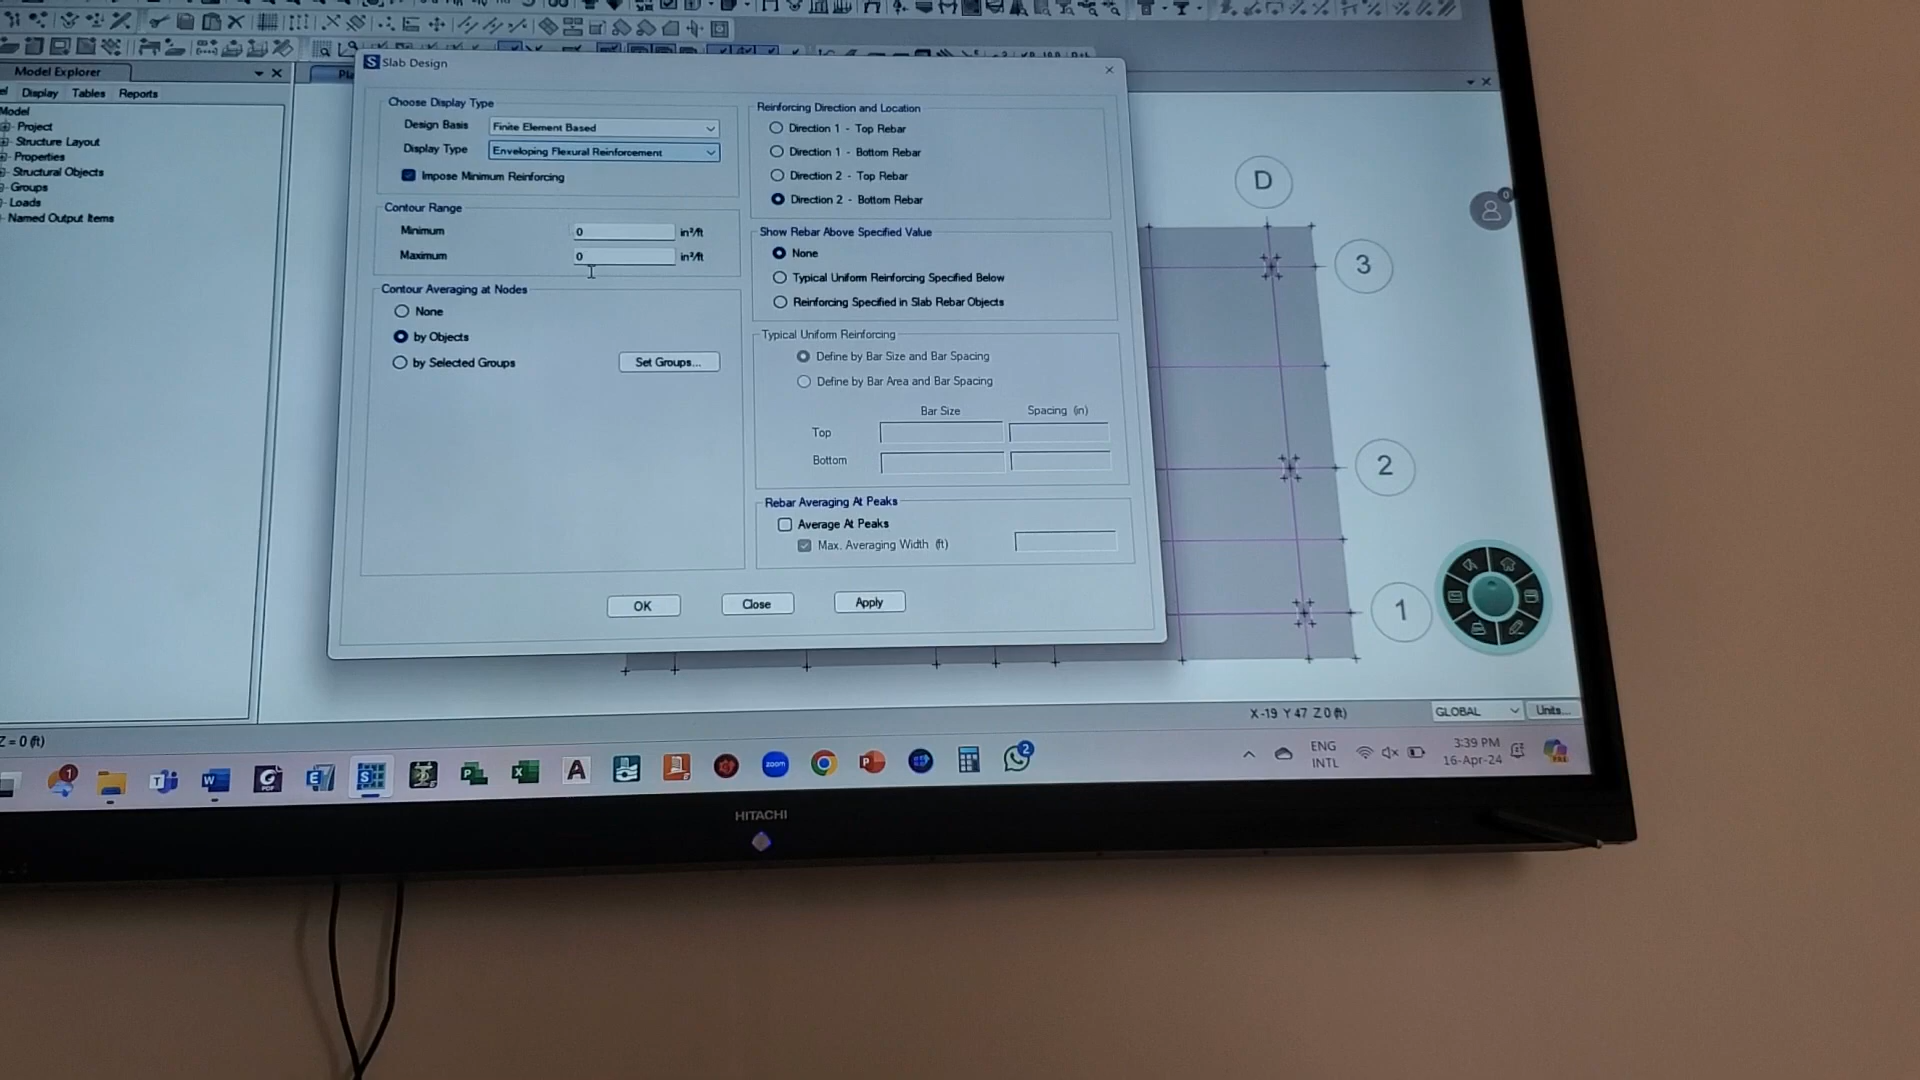 Model Explorer
Display Tables Reports
Model
Project
Structure Layout
Properties
Structural Objects
Groups
Loads
Named Output Items
Slab Design
Choose Display Type
Design Basis Finite Element Based
Display Type Enveloping Flexural Reinforcement
Impose Minimum Reinforcing
Contour Range
Minimum 0 in²/ft
Maximum 0 in²/ft
Contour Averaging at Nodes
None
by Objects
by Selected Groups Set Groups...
Reinforcing Direction and Location
Direction 1 - Top Rebar
Direction 1 - Bottom Rebar
Direction 2 - Top Rebar
Direction 2 - Bottom Rebar
Show Rebar Above Specified Value
None
Typical Uniform Reinforcing Specified Below
Reinforcing Specified in Slab Rebar Objects
Typical Uniform Reinforcing
Define by Bar Size and Bar Spacing
Define by Bar Area and Bar Spacing
Bar Size Spacing (in)
Top
Bottom
Rebar Averaging At Peaks
Average At Peaks
Max. Averaging Width (ft)
OK Close Apply
D
3
2
1
0
X -19 Y 47 Z 0 (ft)
GLOBAL Units...
Z = 0 (ft)
zoom
2
1
ENG
INTL
3:39 PM
16-Apr-24
HITACHI